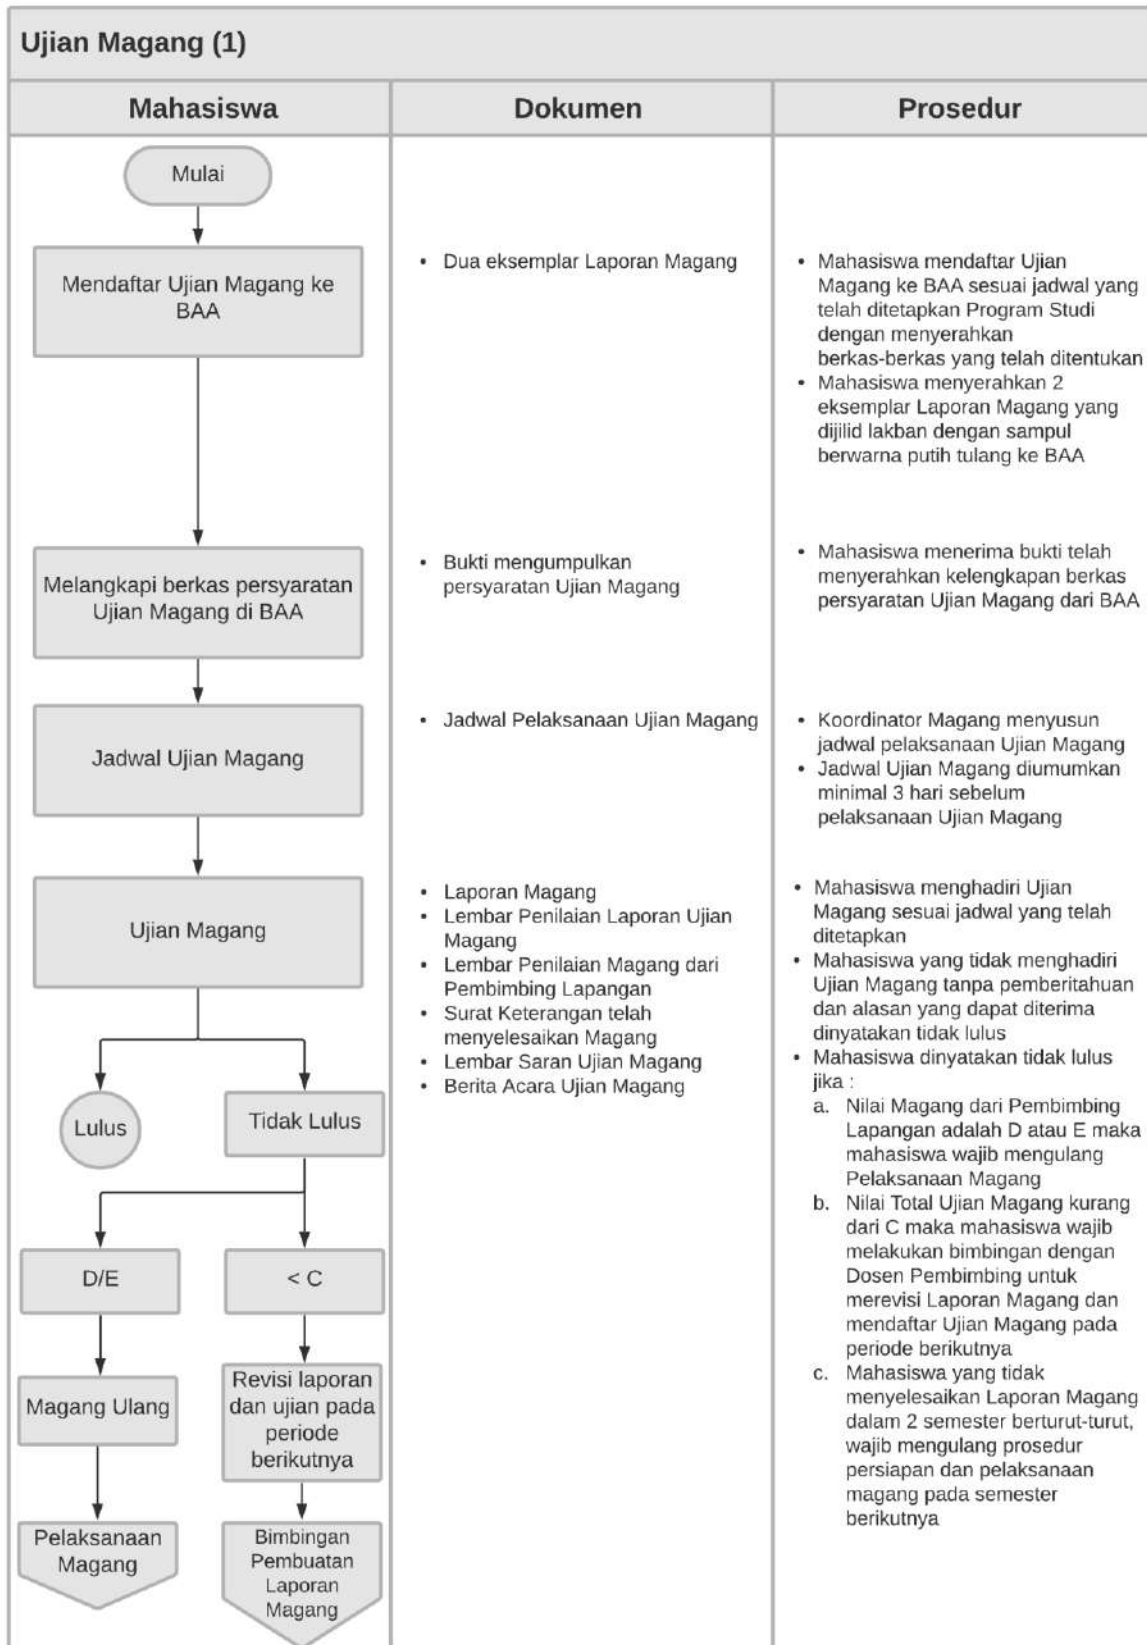 Ujian Magang (1)
Mahasiswa
Dokumen
Prosedur
Mulai
Mendaftar Ujian Magang ke
BAA
• Dua eksemplar Laporan Magang
• Mahasiswa mendaftar Ujian
Magang ke BAA sesuai jadwal yang
telah ditetapkan Program Studi
dengan menyerahkan
berkas-berkas yang telah ditentukan
• Mahasiswa menyerahkan 2
eksemplar Laporan Magang yang
dijilid lakban dengan sampul
berwarna putih tulang ke BAA
Melangkapi berkas persyaratan
Ujian Magang di BAA
• Bukti mengumpulkan
persyaratan Ujian Magang
• Mahasiswa menerima bukti telah
menyerahkan kelengkapan berkas
persyaratan Ujian Magang dari BAA
Jadwal Ujian Magang
• Jadwal Pelaksanaan Ujian Magang
• Koordinator Magang menyusun
jadwal pelaksanaan Ujian Magang
• Jadwal Ujian Magang diumumkan
minimal 3 hari sebelum
pelaksanaan Ujian Magang
Ujian Magang
• Laporan Magang
• Lembar Penilaian Laporan Ujian
Magang
• Lembar Penilaian Magang dari
Pembimbing Lapangan
• Surat Keterangan telah
menyelesaikan Magang
• Lembar Saran Ujian Magang
• Berita Acara Ujian Magang
• Mahasiswa menghadiri Ujian
Magang sesuai jadwal yang telah
ditetapkan
• Mahasiswa yang tidak menghadiri
Ujian Magang tanpa pemberitahuan
dan alasan yang dapat diterima
dinyatakan tidak lulus
• Mahasiswa dinyatakan tidak lulus
jika :
a. Nilai Magang dari Pembimbing
Lapangan adalah D atau E maka
mahasiswa wajib mengulang
Pelaksanaan Magang
b. Nilai Total Ujian Magang kurang
dari C maka mahasiswa wajib
melakukan bimbingan dengan
Dosen Pembimbing untuk
merevisi Laporan Magang dan
mendaftar Ujian Magang pada
periode berikutnya
c. Mahasiswa yang tidak
menyelesaikan Laporan Magang
dalam 2 semester berturut-turut,
wajib mengulang prosedur
persiapan dan pelaksanaan
magang pada semester
berikutnya
Lulus
Tidak Lulus
D/E
< C
Magang Ulang
Revisi laporan
dan ujian pada
periode
berikutnya
Pelaksanaan
Magang
Bimbingan
Pembuatan
Laporan
Magang